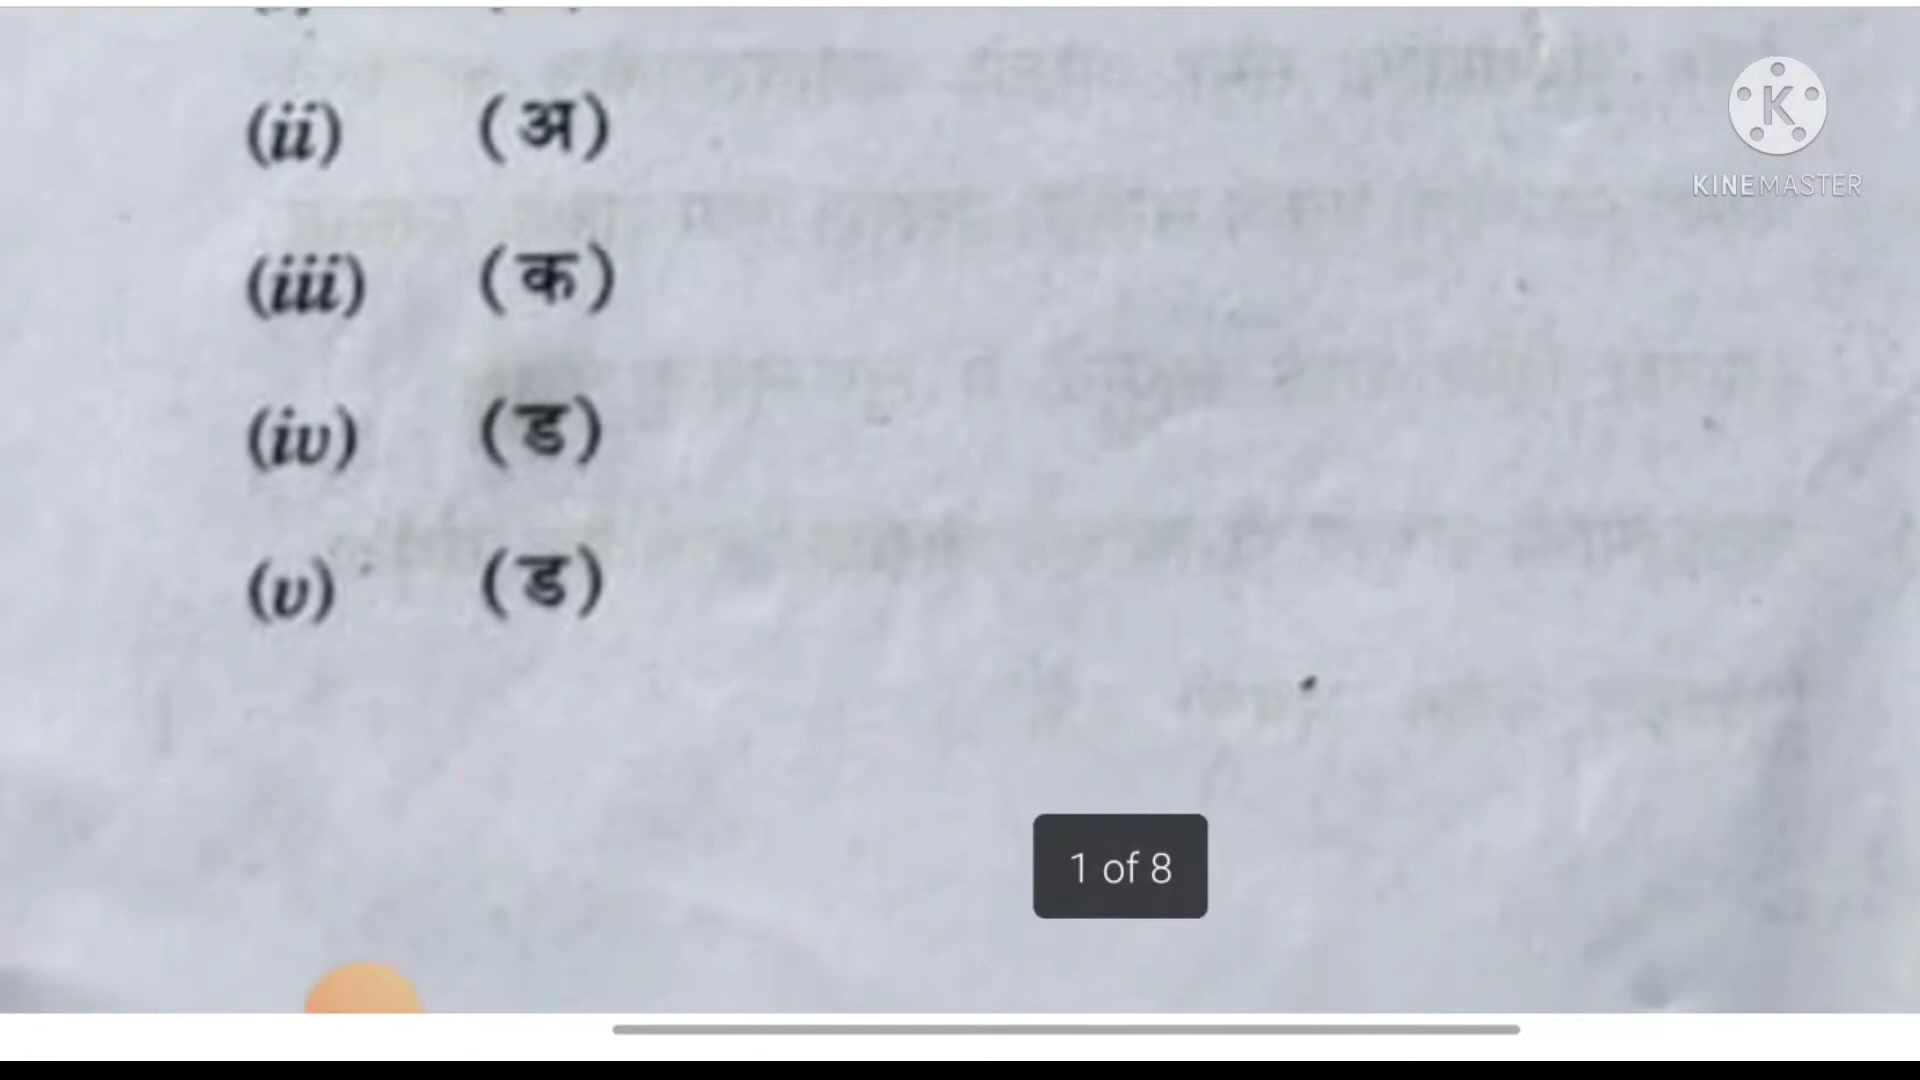 (ii) (अ)
K
KINEMASTER
(iii) (क)
(iv) (ड)
(v) (ड)
1 of 8